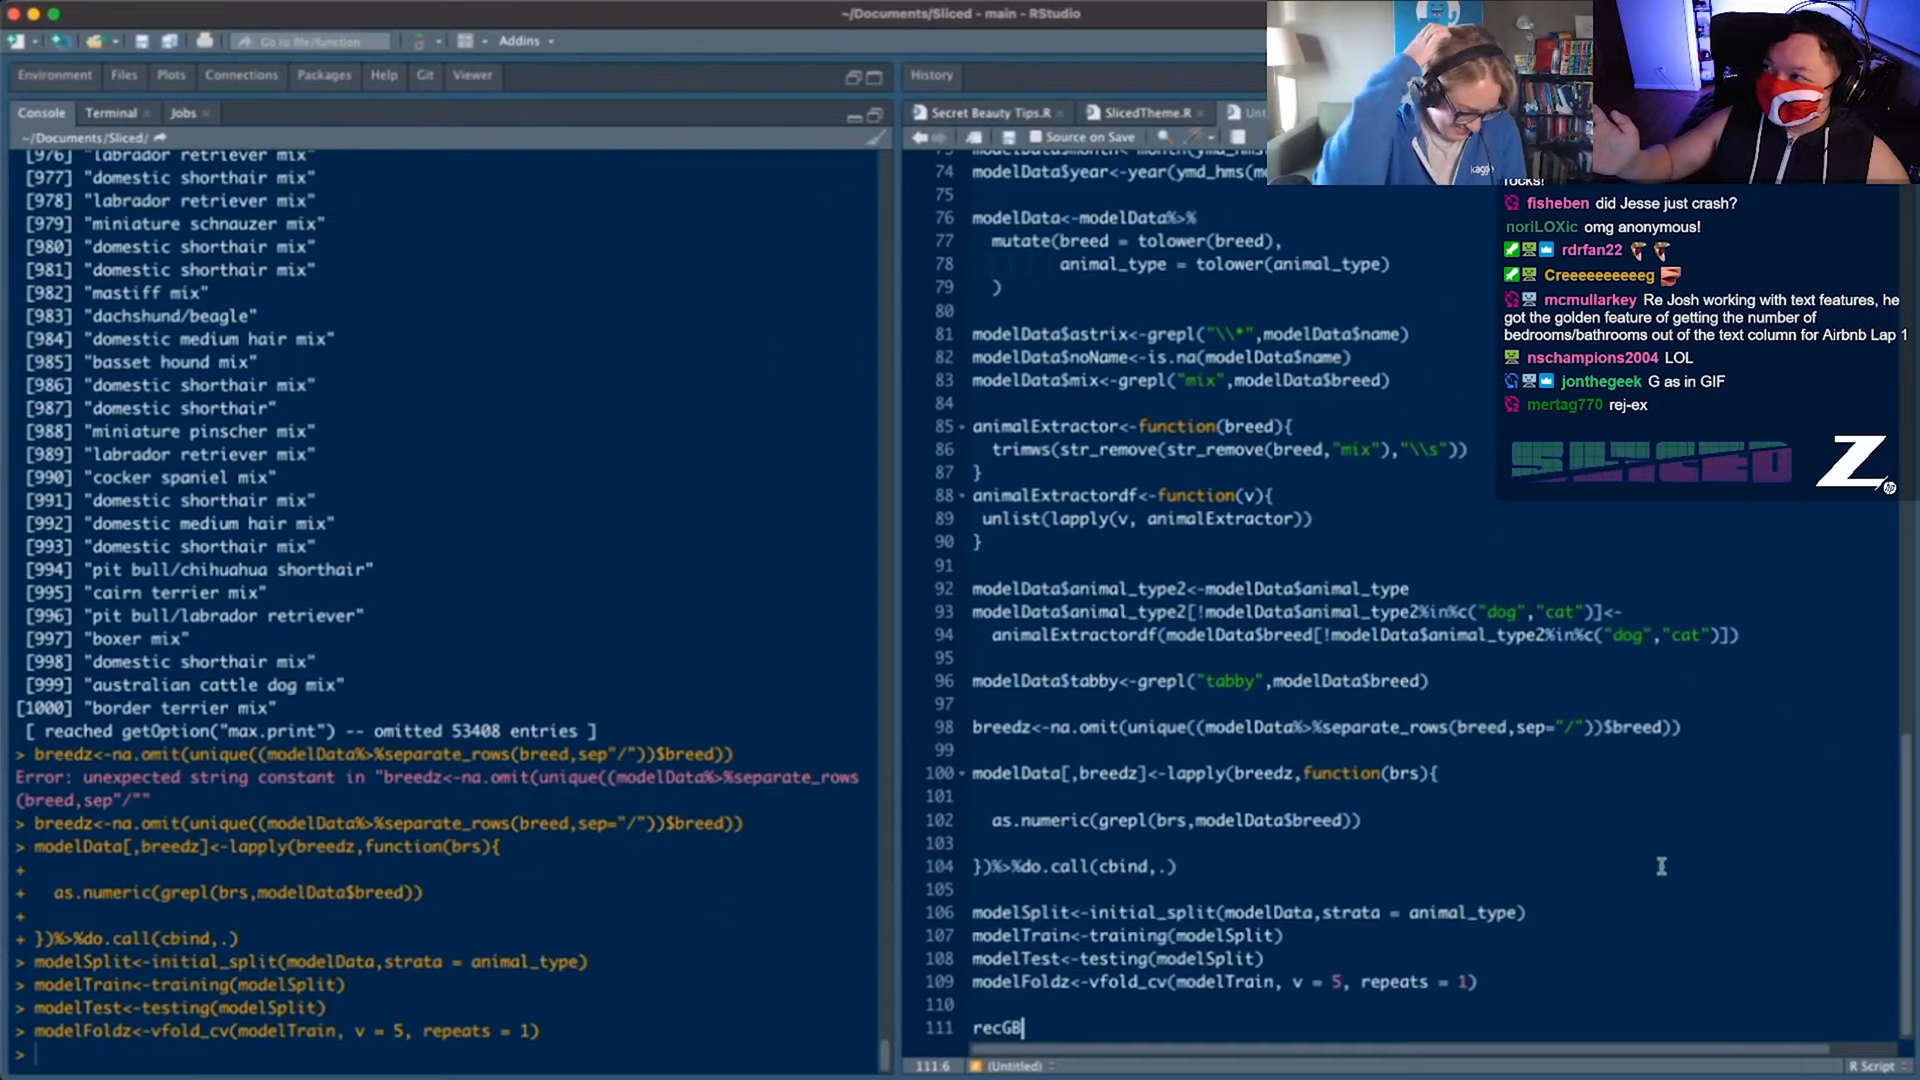 ~/Documents/Sliced - main - RStudio
Go to file/function
Addins
Environment Files Plots Connections Packages Help Git Viewer
Console Terminal Jobs
~/Documents/Sliced/
[976] "labrador retriever mix"
[977] "domestic shorthair mix"
[978] "labrador retriever mix"
[979] "miniature schnauzer mix"
[980] "domestic shorthair mix"
[981] "domestic shorthair mix"
[982] "mastiff mix"
[983] "dachshund/beagle"
[984] "domestic medium hair mix"
[985] "basset hound mix"
[986] "domestic shorthair mix"
[987] "domestic shorthair"
[988] "miniature pinscher mix"
[989] "labrador retriever mix"
[990] "cocker spaniel mix"
[991] "domestic shorthair mix"
[992] "domestic medium hair mix"
[993] "domestic shorthair mix"
[994] "pit bull/chihuahua shorthair"
[995] "cairn terrier mix"
[996] "pit bull/labrador retriever"
[997] "boxer mix"
[998] "domestic shorthair mix"
[999] "australian cattle dog mix"
[1000] "border terrier mix"
[ reached getOption("max.print") -- omitted 53408 entries ]
> breedz<-na.omit(unique((modelData%>%separate_rows(breed,sep"/"))$breed))
Error: unexpected string constant in "breedz<-na.omit(unique((modelData%>%separate_rows
(breed,sep"/""
> breedz<-na.omit(unique((modelData%>%separate_rows(breed,sep="/"))$breed))
> modelData[,breedz]<-lapply(breedz,function(brs){
+
+ as.numeric(grepl(brs,modelData$breed))
+
+ })%>%do.call(cbind,.)
> modelSplit<-initial_split(modelData,strata = animal_type)
> modelTrain<-training(modelSplit)
> modelTest<-testing(modelSplit)
> modelFoldz<-vfold_cv(modelTrain, v = 5, repeats = 1)
>
History
Secret Beauty Tips.R SlicedTheme.R Unt
Source on Save
74 modelData$year<-year(ymd_hms(m
75
76 modelData<-modelData%>%
77 mutate(breed = tolower(breed),
78 animal_type = tolower(animal_type)
79 )
80
81 modelData$astrix<-grepl("\\*",modelData$name)
82 modelData$noName<-is.na(modelData$name)
83 modelData$mix<-grepl("mix",modelData$breed)
84
85 animalExtractor<-function(breed){
86 trimws(str_remove(str_remove(breed,"mix"),"\\s"))
87 }
88 animalExtractordf<-function(v){
89 unlist(lapply(v, animalExtractor))
90 }
91
92 modelData$animal_type2<-modelData$animal_type
93 modelData$animal_type2[!modelData$animal_type2%in%c("dog","cat")]<-
94 animalExtractordf(modelData$breed[!modelData$animal_type2%in%c("dog","cat")])
95
96 modelData$tabby<-grepl("tabby",modelData$breed)
97
98 breedz<-na.omit(unique((modelData%>%separate_rows(breed,sep="/"))$breed))
99
100 modelData[,breedz]<-lapply(breedz,function(brs){
101
102 as.numeric(grepl(brs,modelData$breed))
103
104 })%>%do.call(cbind,.)
105
106 modelSplit<-initial_split(modelData,strata = animal_type)
107 modelTrain<-training(modelSplit)
108 modelTest<-testing(modelSplit)
109 modelFoldz<-vfold_cv(modelTrain, v = 5, repeats = 1)
110
111 recGB
111:6 (Untitled) R Script
kaggle
rocks!
fisheben did Jesse just crash?
noriLOXic omg anonymous!
rdrfan22
Creeeeeeeeeeg
mcmullarkey Re Josh working with text features, he
got the golden feature of getting the number of
bedrooms/bathrooms out of the text column for Airbnb Lap 1
nschampions2004 LOL
jonthegeek G as in GIF
mertag770 rej-ex
SLICED Z
hp